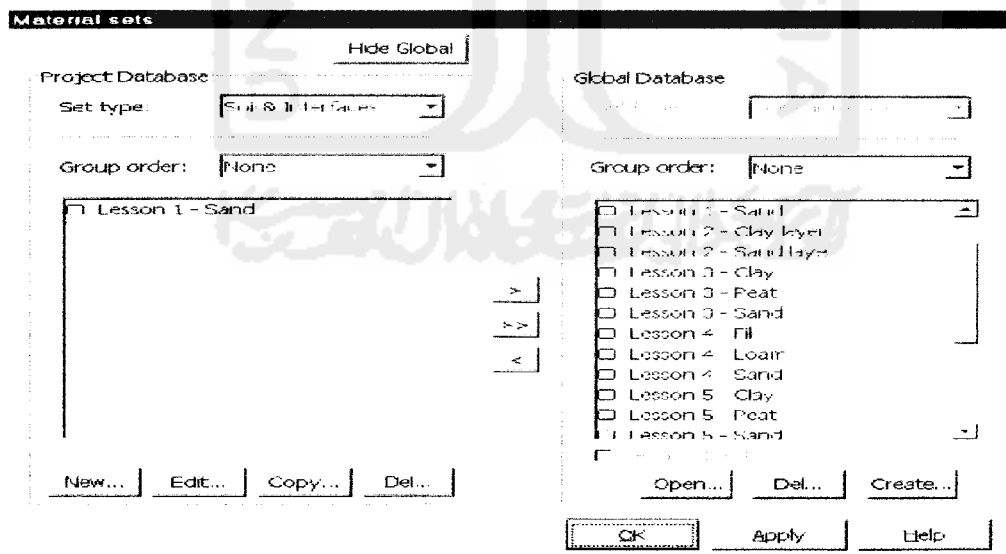 Material sets
Hide Global
Project Database
Set type:
Soil & Interfaces
Group order:
None
Lesson 1 - Sand
>
>>
<
New...
Edit...
Copy...
Del...
Global Database
Group order:
None
Lesson 1 - Sand
Lesson 2 - Clay layer
Lesson 2 - Sand layer
Lesson 3 - Clay
Lesson 3 - Peat
Lesson 3 - Sand
Lesson 4 - Fill
Lesson 4 - Loam
Lesson 4 - Sand
Lesson 5 - Clay
Lesson 5 - Peat
Lesson 5 - Sand
Open...
Del...
Create...
OK
Apply
Help